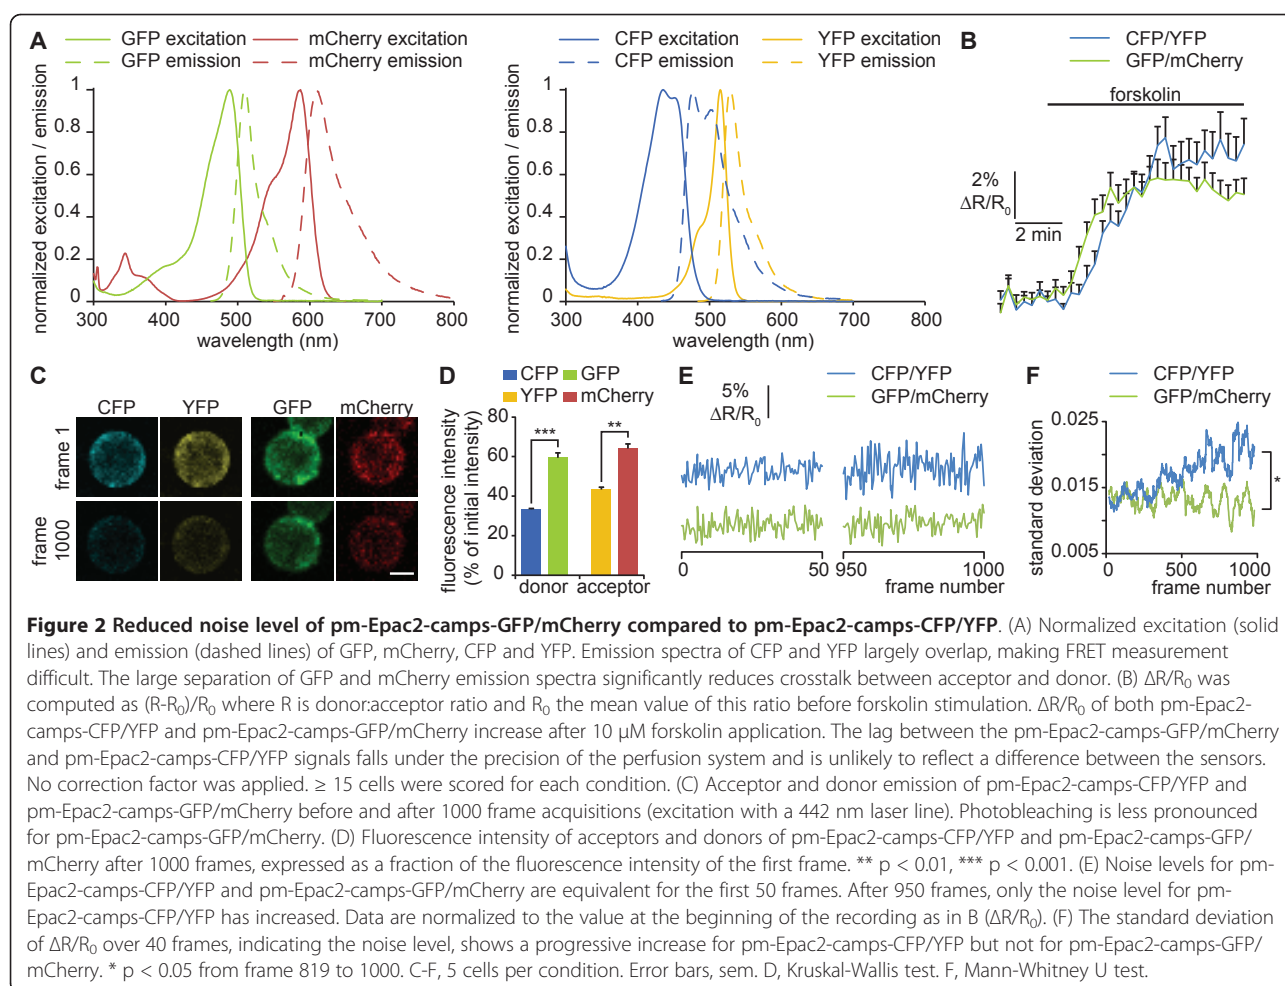 A
GFP excitation
mCherry excitation
GFP emission
mCherry emission
normalized excitation / emission
1
0.8
0.6
0.4
0.2
0
300
400
500
600
700
800
wavelength (nm)
CFP excitation
YFP excitation
CFP emission
YFP emission
normalized excitation / emission
1
0.8
0.6
0.4
0.2
0
300
400
500
600
700
800
wavelength (nm)
B
CFP/YFP
GFP/mCherry
forskolin
2%
ΔR/R₀
2 min
C
CFP
YFP
GFP
mCherry
frame 1
frame
1000
D
CFP
GFP
YFP
mCherry
fluorescence intensity
(% of initial intensity)
80
60
40
20
0
***
**
donor
acceptor
E
CFP/YFP
GFP/mCherry
5%
ΔR/R₀
0
50
950
1000
frame number
F
CFP/YFP
GFP/mCherry
standard deviation
0.025
0.015
0.005
*
0
500
1000
frame number
Figure 2 Reduced noise level of pm-Epac2-camps-GFP/mCherry compared to pm-Epac2-camps-CFP/YFP. (A) Normalized excitation (solid
lines) and emission (dashed lines) of GFP, mCherry, CFP and YFP. Emission spectra of CFP and YFP largely overlap, making FRET measurement
difficult. The large separation of GFP and mCherry emission spectra significantly reduces crosstalk between acceptor and donor. (B) ΔR/R₀ was
computed as (R-R₀)/R₀ where R is donor:acceptor ratio and R₀ the mean value of this ratio before forskolin stimulation. ΔR/R₀ of both pm-Epac2-
camps-CFP/YFP and pm-Epac2-camps-GFP/mCherry increase after 10 μM forskolin application. The lag between the pm-Epac2-camps-GFP/mCherry
and pm-Epac2-camps-CFP/YFP signals falls under the precision of the perfusion system and is unlikely to reflect a difference between the sensors.
No correction factor was applied. ≥ 15 cells were scored for each condition. (C) Acceptor and donor emission of pm-Epac2-camps-CFP/YFP and
pm-Epac2-camps-GFP/mCherry before and after 1000 frame acquisitions (excitation with a 442 nm laser line). Photobleaching is less pronounced
for pm-Epac2-camps-GFP/mCherry. (D) Fluorescence intensity of acceptors and donors of pm-Epac2-camps-CFP/YFP and pm-Epac2-camps-GFP/
mCherry after 1000 frames, expressed as a fraction of the fluorescence intensity of the first frame. ** p < 0.01, *** p < 0.001. (E) Noise levels for pm-
Epac2-camps-CFP/YFP and pm-Epac2-camps-GFP/mCherry are equivalent for the first 50 frames. After 950 frames, only the noise level for pm-
Epac2-camps-CFP/YFP has increased. Data are normalized to the value at the beginning of the recording as in B (ΔR/R₀). (F) The standard deviation
of ΔR/R₀ over 40 frames, indicating the noise level, shows a progressive increase for pm-Epac2-camps-CFP/YFP but not for pm-Epac2-camps-GFP/
mCherry. * p < 0.05 from frame 819 to 1000. C-F, 5 cells per condition. Error bars, sem. D, Kruskal-Wallis test. F, Mann-Whitney U test.